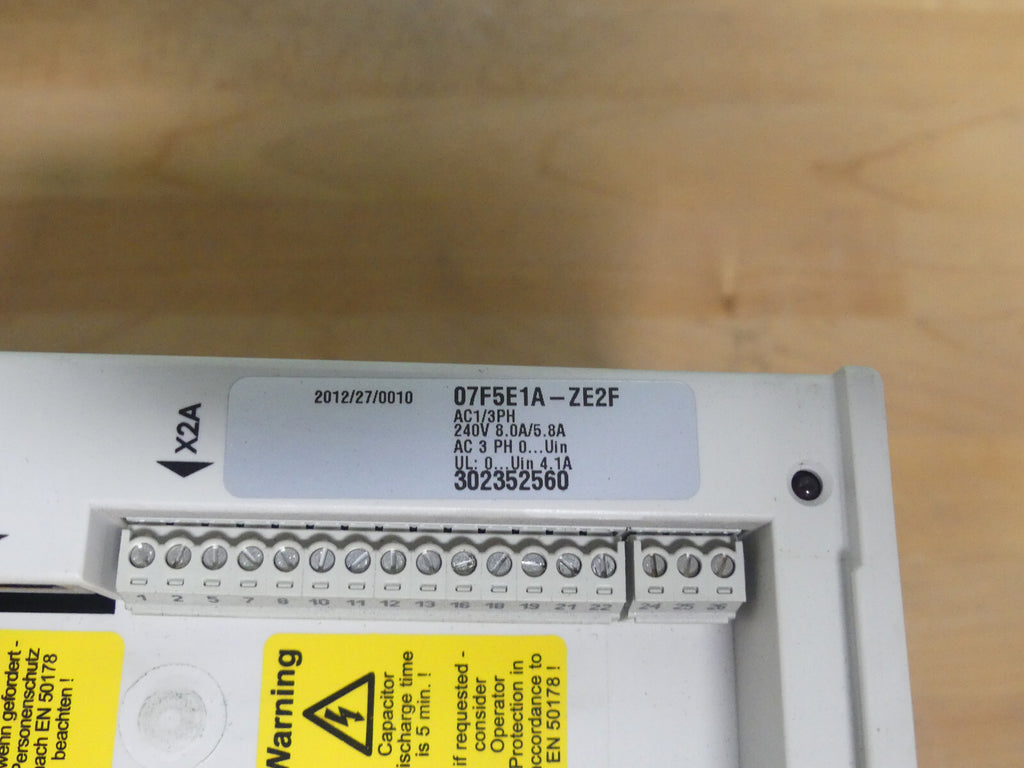 2012/27/0010
07F5E1A-ZE2F
AC1/3PH
240V 8.0A/5.8A
AC 3 PH 0...Uin
UL: 0...Uin 4.1A
302352560
X2A
1 2 5 7 8 10 11 12 13 16 18 19 21 22 24 25 26
wenn gefordert -
Personenschutz
nach EN 50178
beachten !
Warning
Capacitor
discharge time
is 5 min. !
if requested -
consider
Operator
Protection in
accordance to
EN 50178 !